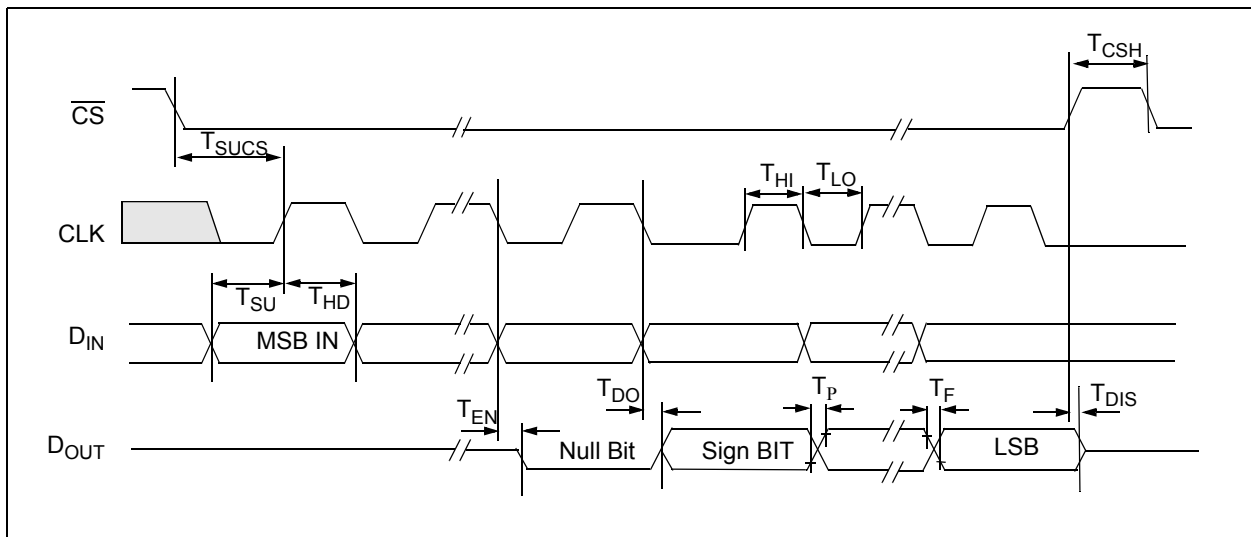 T_CSH
CS
T_SUCS
T_HI
T_LO
CLK
T_SU
T_HD
D_IN
MSB IN
T_DO
T_P
T_F
T_DIS
T_EN
D_OUT
Null Bit
Sign BIT
LSB